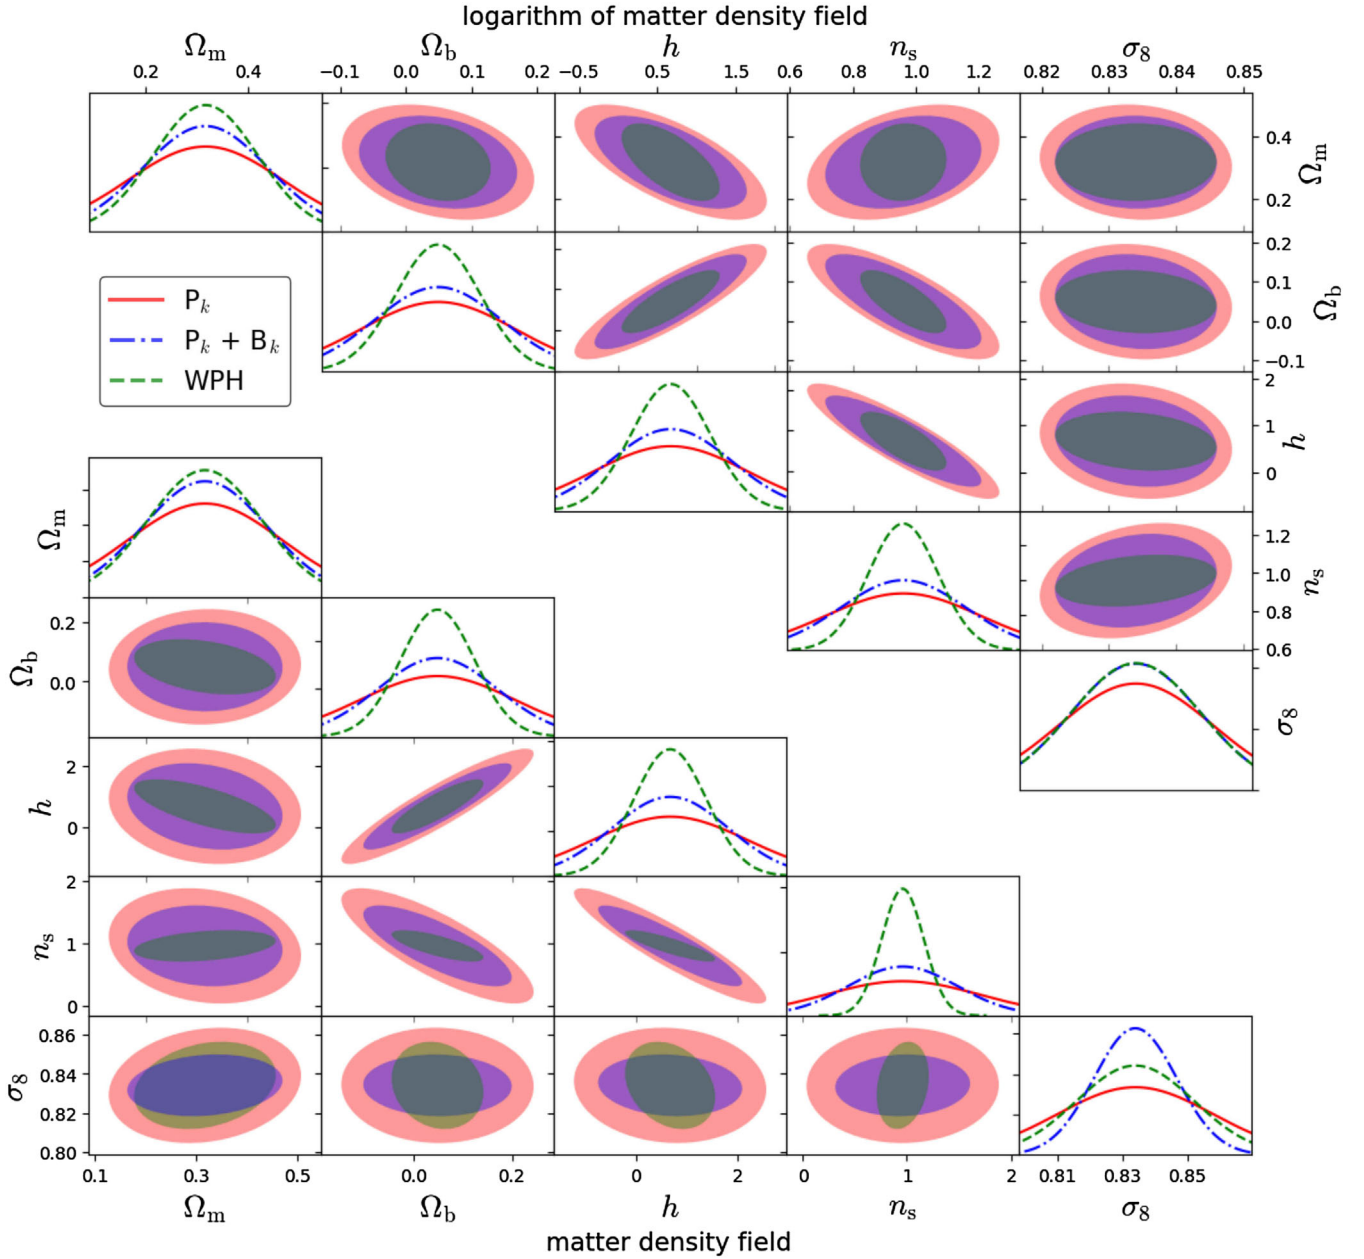 logarithm of matter density field
Ωm Ωb h ns σ8
0.2 0.4 −0.1 0.0 0.1 0.2 −0.5 0.5 1.5 0.6 0.8 1.0 1.2 0.82 0.83 0.84 0.85
0.4
Ωm
0.2
0.2
0.1
Ωb
0.0
−0.1
Pk
Pk + Bk
WPH
2
1
h
0
Ωm
1.2
1.0
ns
0.8
0.6
0.2
Ωb
0.0
σ8
2
h
0
2
ns
1
0
0.86
0.84
σ8
0.82
0.80
0.1 0.3 0.5 0.0 0.2 0 2 0 1 2 0.81 0.83 0.85
Ωm Ωb h ns σ8
matter density field